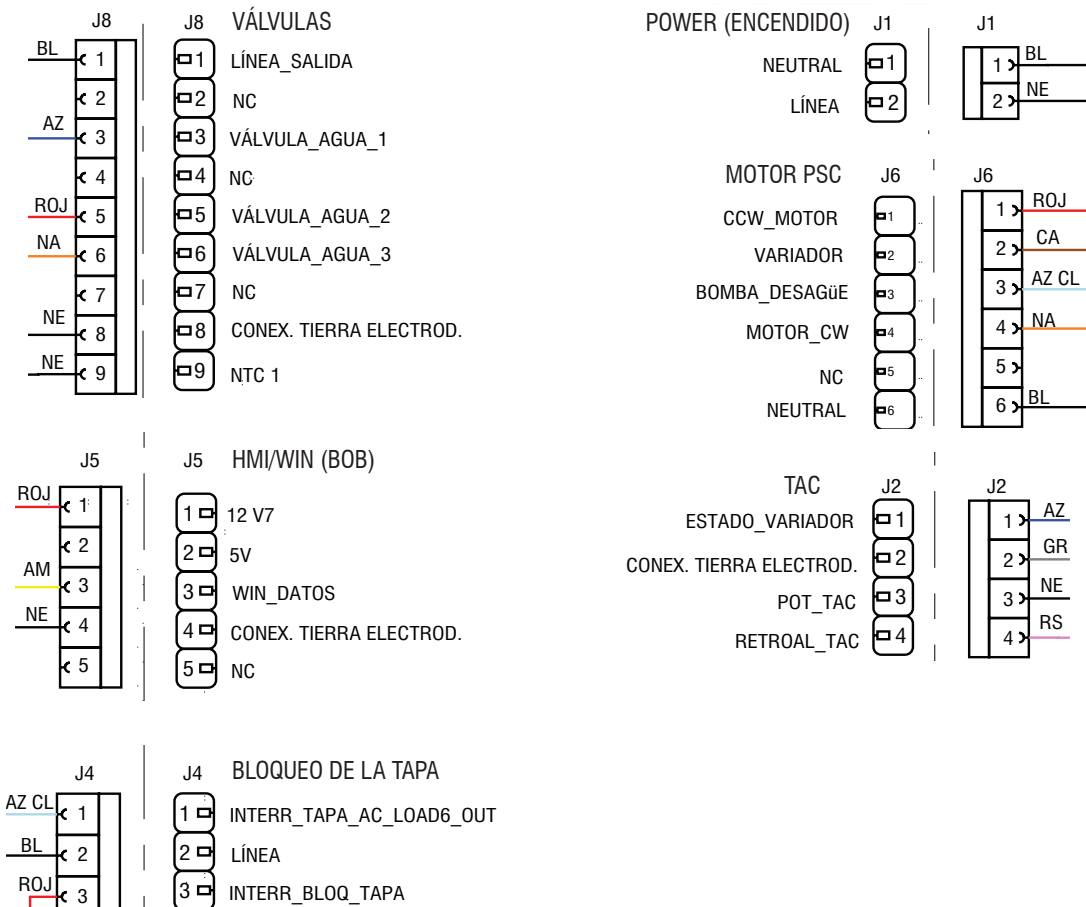 J8 J8 VÁLVULAS
BL 1 1 LÍNEA_SALIDA
2 2 NC
AZ 3 3 VÁLVULA_AGUA_1
4 4 NC
ROJ 5 5 VÁLVULA_AGUA_2
NA 6 6 VÁLVULA_AGUA_3
7 7 NC
NE 8 8 CONEX. TIERRA ELECTROD.
NE 9 9 NTC 1
J5 J5 HMI/WIN (BOB)
ROJ 1 1 12 V7
2 2 5V
AM 3 3 WIN_DATOS
NE 4 4 CONEX. TIERRA ELECTROD.
5 5 NC
J4 J4 BLOQUEO DE LA TAPA
AZ CL 1 1 INTERR_TAPA_AC_LOAD6_OUT
BL 2 2 LÍNEA
ROJ 3 3 INTERR_BLOQ_TAPA
POWER (ENCENDIDO) J1 J1
NEUTRAL 1 1 BL
LÍNEA 2 2 NE
MOTOR PSC J6 J6
CCW_MOTOR 1 1 ROJ
VARIADOR 2 2 CA
BOMBA_DESAGüE 3 3 AZ CL
MOTOR_CW 4 4 NA
NC 5 5
NEUTRAL 6 6 BL
TAC J2 J2
ESTADO_VARIADOR 1 1 AZ
CONEX. TIERRA ELECTROD. 2 2 GR
POT_TAC 3 3 NE
RETROAL_TAC 4 4 RS